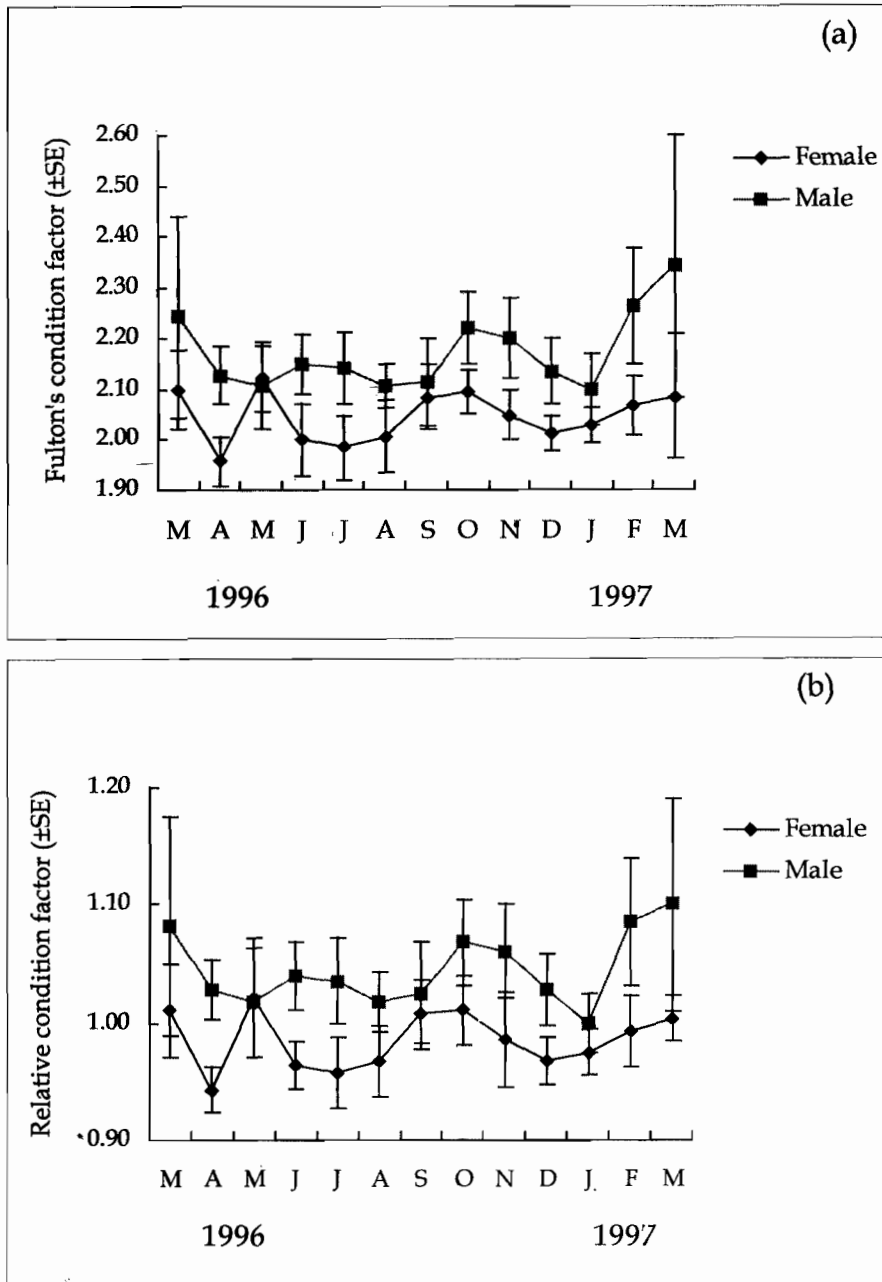 (a)
Fulton's condition factor (±SE)
2.60
2.50
2.40
2.30
2.20
2.10
2.00
1.90
Female
Male
M A M J J A S O N D J F M
1996 1997
(b)
Relative condition factor (±SE)
1.20
1.10
1.00
0.90
Female
Male
M A M J J A S O N D J F M
1996 1997